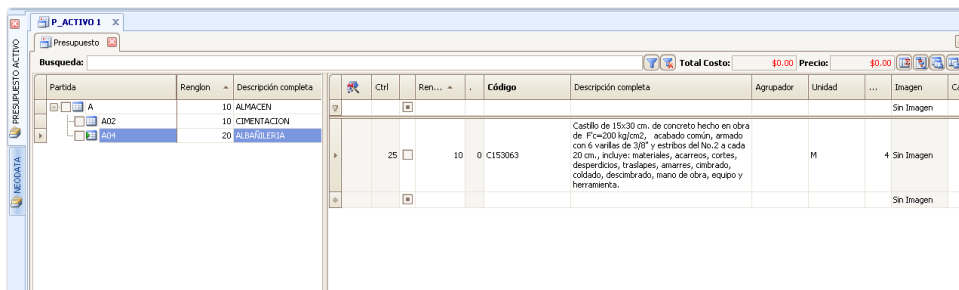 P_ACTIVO 1 X
Presupuesto
Busqueda: Total Costo: $0.00 Precio: $0.00
PRESUPUESTO ACTIVO
NEODATA
Partida Renglon Descripción completa
A 10 ALMACEN
A02 10 CIMENTACION
A04 20 ALBAÑILERIA
Ctrl Ren... . Código Descripción completa Agrupador Unidad ... Imagen Ca
Sin Imagen
25 10 0 C153063 M 4 Sin Imagen
Castillo de 15x30 cm. de concreto hecho en obra
de F'c=200 kg/cm2, acabado común, armado
con 6 varillas de 3/8" y estribos del No.2 a cada
20 cm., incluye: materiales, acarreos, cortes,
desperdicios, traslapes, amarres, cimbrado,
coldado, descimbrado, mano de obra, equipo y
herramienta.
Sin Imagen